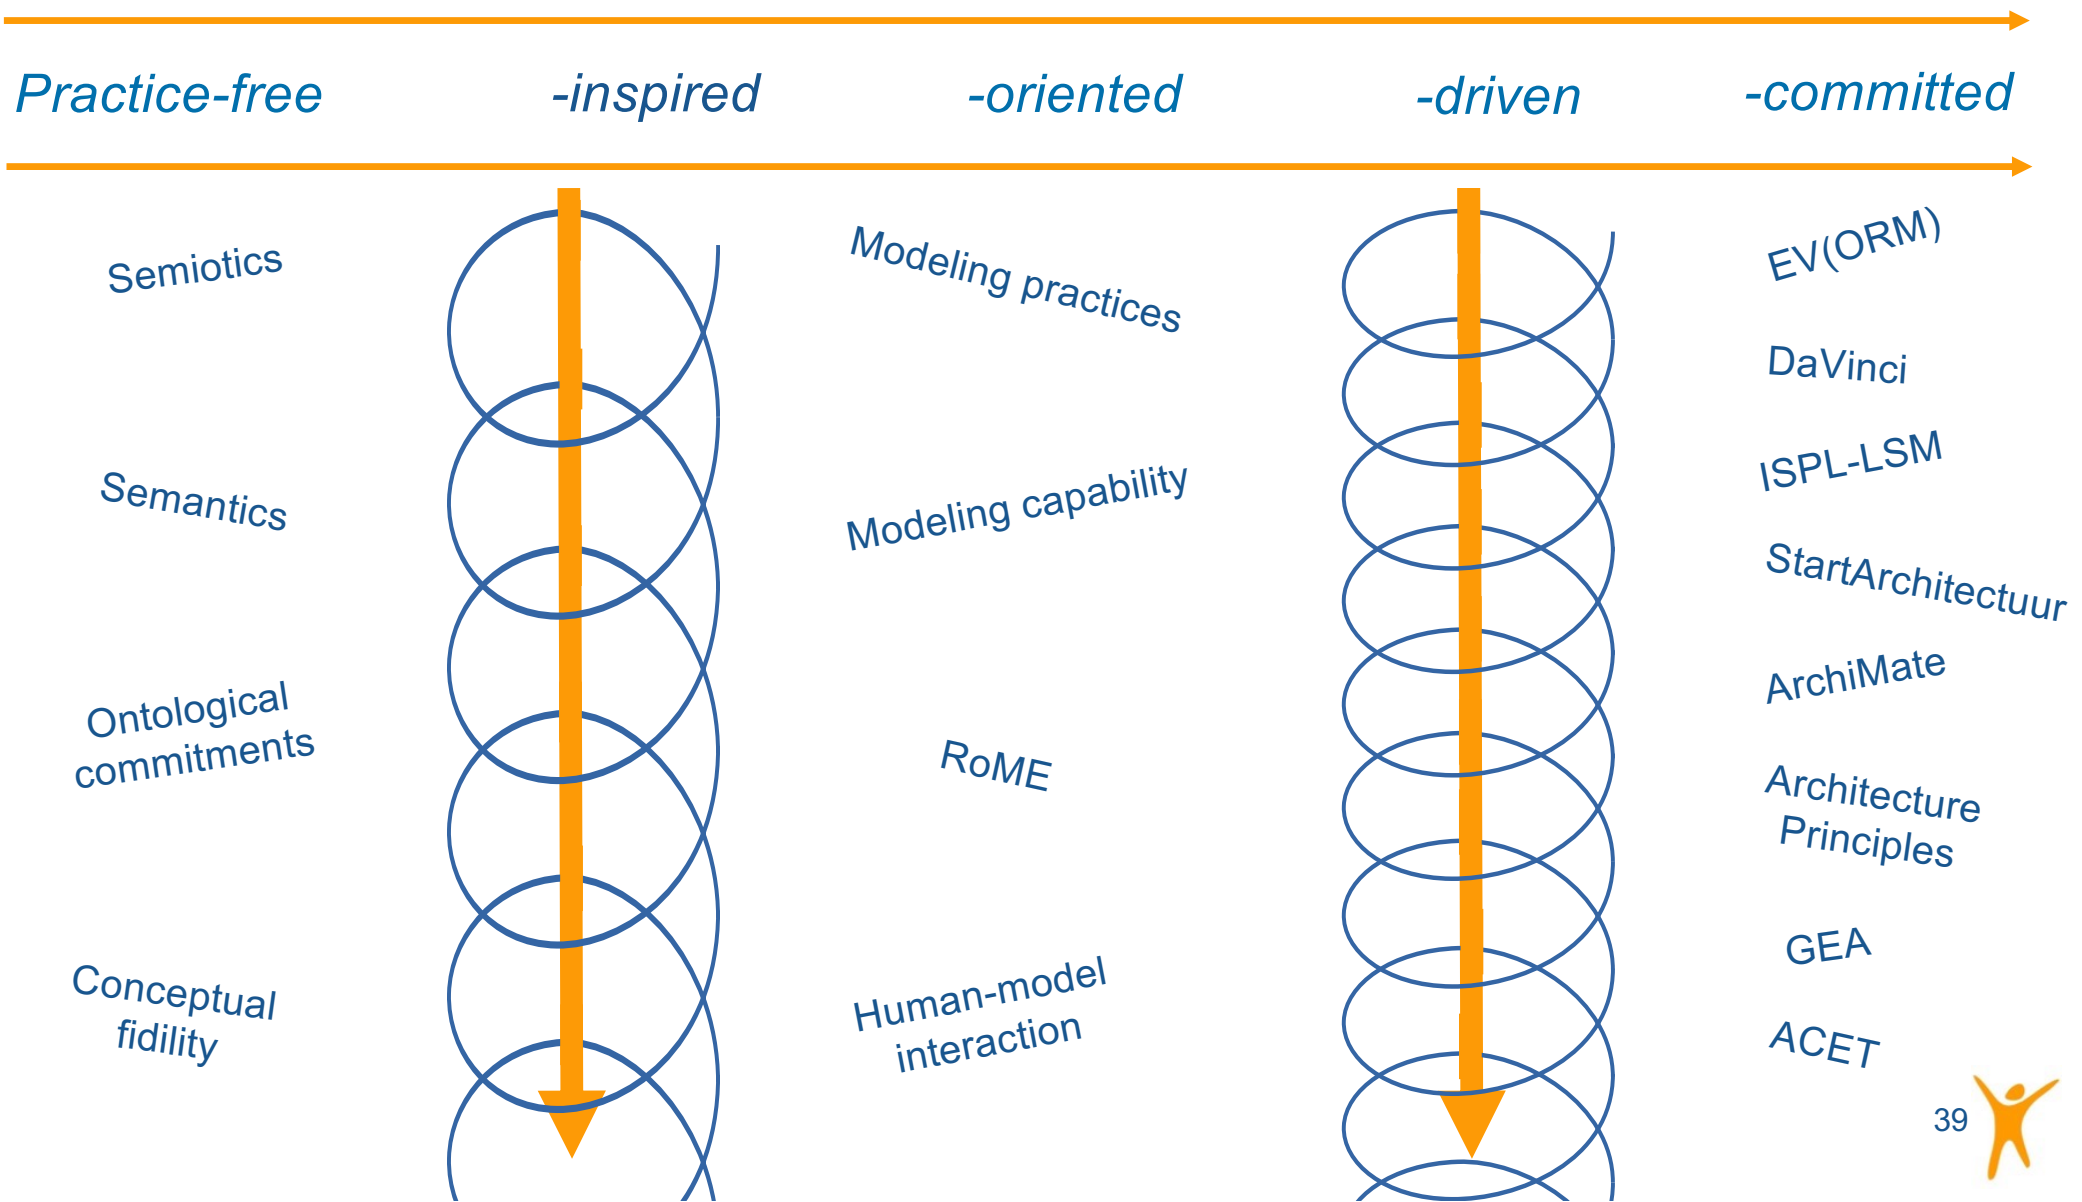 Practice-free
-inspired
-oriented
-driven
-committed
Semiotics
Semantics
Ontological
commitments
Conceptual
fidility
Modeling practices
Modeling capability
RoME
Human-model
interaction
EV(ORM)
DaVinci
ISPL-LSM
StartArchitectuur
ArchiMate
Architecture
Principles
GEA
ACET
39